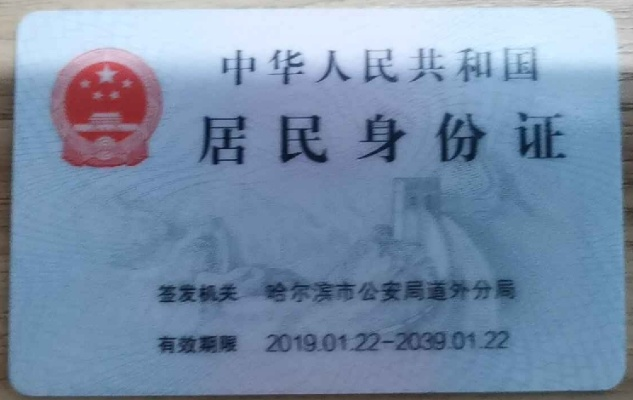 中华人民共和国
居民身份证
签发机关 哈尔滨市公安局道外分局
有效期限 2019.01.22-2039.01.22